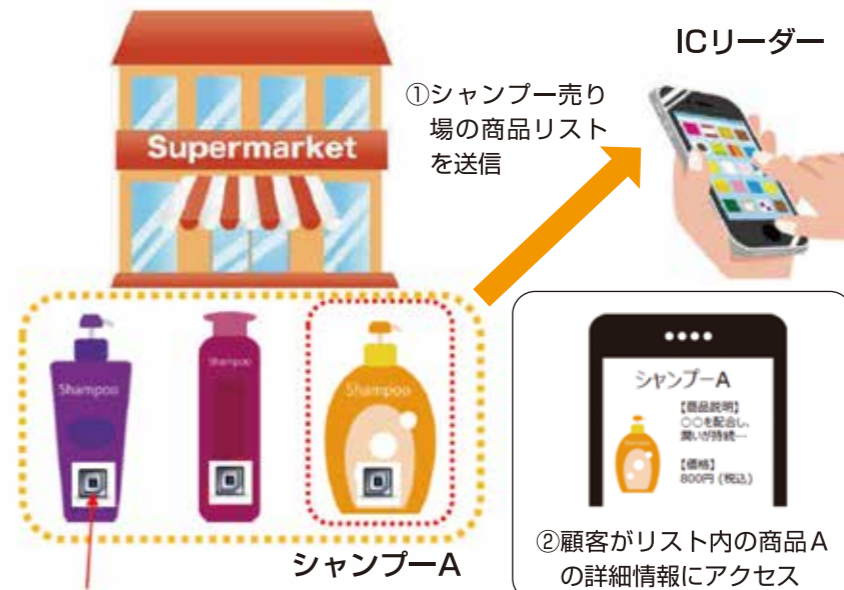 ICリーダー
①シャンプー売り
場の商品リスト
を送信
Supermarket
Shampoo
Shampoo
Shampoo
シャンプーA
シャンプーA
【商品説明】
○○を配合し、
潤いが持続…
Shampoo
【価格】
800円 (税込)
②顧客がリスト内の商品A
の詳細情報にアクセス